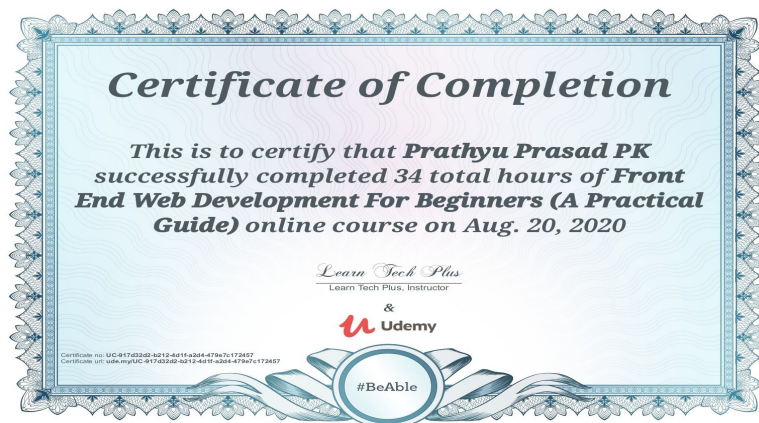 Certificate of Completion
This is to certify that Prathyu Prasad PK
successfully completed 34 total hours of Front
End Web Development For Beginners (A Practical
Guide) online course on Aug. 20, 2020
Learn Tech Plus
Learn Tech Plus, Instructor
&
Udemy
Certificate no: UC-917d32d2-b212-4d1f-a2d4-479e7c172457
Certificate url: ude.my/UC-917d32d2-b212-4d1f-a2d4-479e7c172457
#BeAble